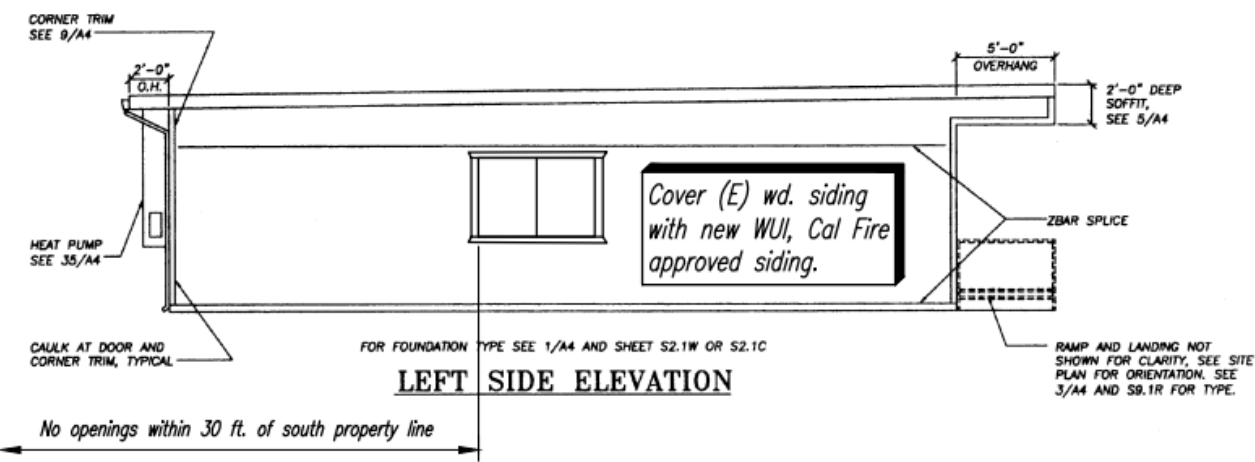 CORNER TRIM
SEE 9/A4
2'-0"
O.H.
5'-0"
OVERHANG
2'-0" DEEP
SOFFIT,
SEE 5/A4
Cover (E) wd. siding
with new WUI, Cal Fire
approved siding.
ZBAR SPLICE
HEAT PUMP
SEE 35/A4
CAULK AT DOOR AND
CORNER TRIM, TYPICAL
FOR FOUNDATION TYPE SEE 1/A4 AND SHEET S2.1W OR S2.1C
LEFT SIDE ELEVATION
RAMP AND LANDING NOT
SHOWN FOR CLARITY, SEE SITE
PLAN FOR ORIENTATION. SEE
3/A4 AND S9.1R FOR TYPE.
No openings within 30 ft. of south property line